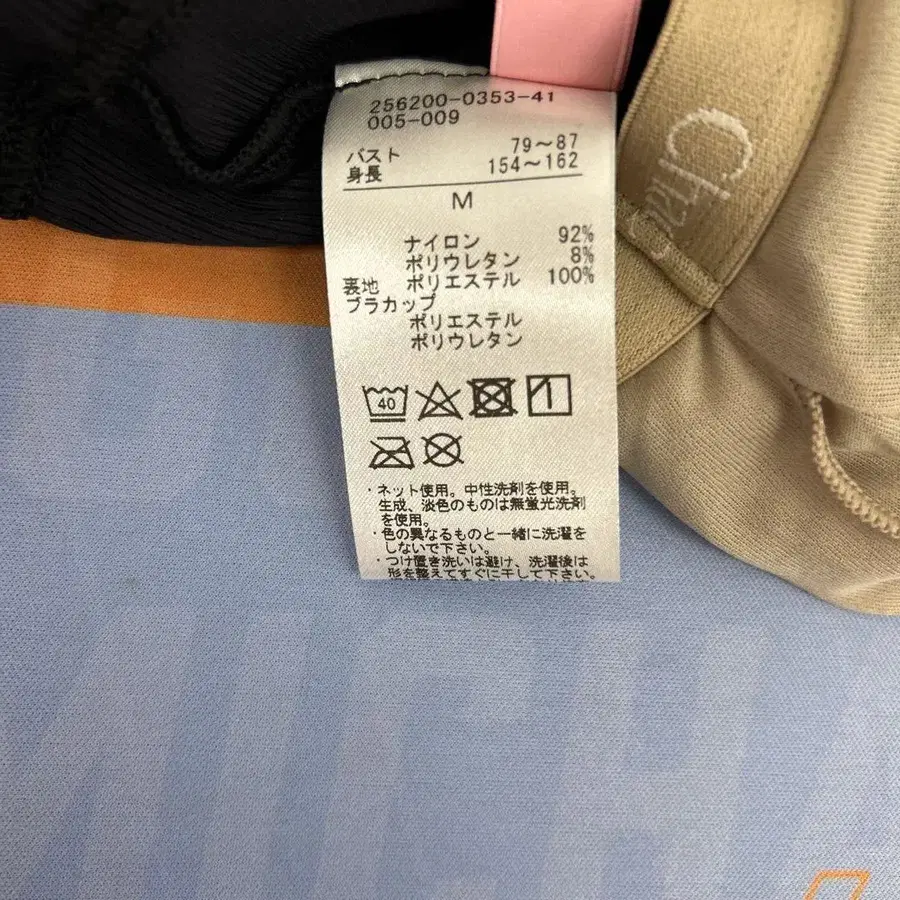 256200-0353-41
005-009
バスト 79~87
身長 154~162
M
ナイロン 92%
ポリウレタン 8%
裏地 ポリエステル 100%
ブラカップ
ポリエステル
ポリウレタン
40
・ネット使用。中性洗剤を使用。
生成、淡色のものは無蛍光洗剤
を使用。
・色の異なるものと一緒に洗濯を
しないで下さい。
・つけ置き洗いは避け、洗濯後は
形を整えてすぐに干して下さい。